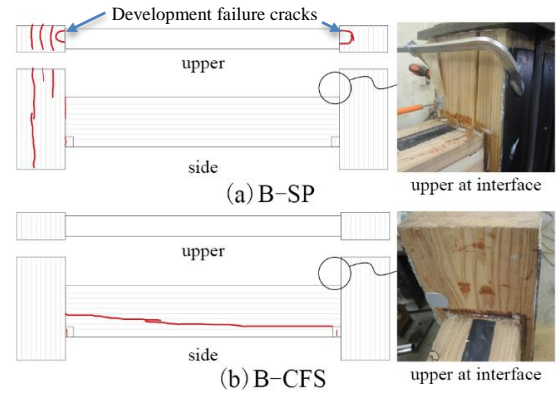 Development failure cracks
upper
side
upper at interface
(a) B-SP
upper
side
upper at interface
(b) B-CFS